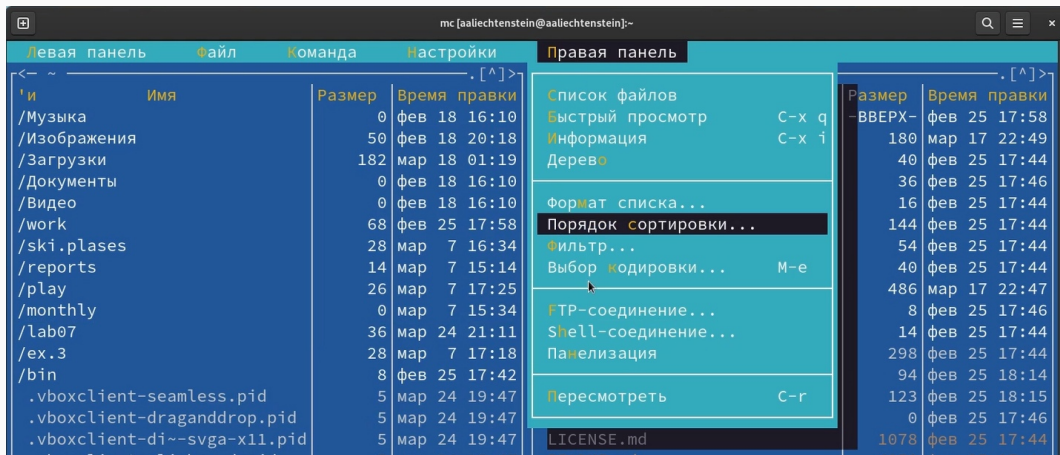 mc [aaliechtenstein@aaliechtenstein]:~
Левая панель Файл Команда Настройки Правая панель
<— ~ .[^]> .[^]>
'и Имя Размер Время правки Список файлов Размер Время правки
/Музыка 0 фев 18 16:10 Быстрый просмотр C-x q -ВВЕРХ- фев 25 17:58
/Изображения 50 фев 18 20:18 Информация C-x i 180 мар 17 22:49
/Загрузки 182 мар 18 01:19 Дерево 40 фев 25 17:44
/Документы 0 фев 18 16:10 36 фев 25 17:46
/Видео 0 фев 18 16:10 Формат списка... 16 фев 25 17:44
/work 68 фев 25 17:58 Порядок сортировки... 144 фев 25 17:44
/ski.plases 28 мар 7 16:34 Фильтр... 54 фев 25 17:44
/reports 14 мар 7 15:14 Выбор кодировки... M-e 40 фев 25 17:44
/play 26 мар 7 17:25 486 мар 17 22:47
/monthly 0 мар 7 15:34 FTP-соединение... 8 фев 25 17:46
/lab07 36 мар 24 21:11 Shell-соединение... 14 фев 25 17:44
/ex.3 28 мар 7 17:18 Панелизация 298 фев 25 17:44
/bin 8 фев 25 17:42 94 фев 25 18:14
.vboxclient-seamless.pid 5 мар 24 19:47 Пересмотреть C-r 123 фев 25 18:15
.vboxclient-draganddrop.pid 5 мар 24 19:47 0 фев 25 17:46
.vboxclient-di~~svga-x11.pid 5 мар 24 19:47 LICENSE.md 1078 фев 25 17:44